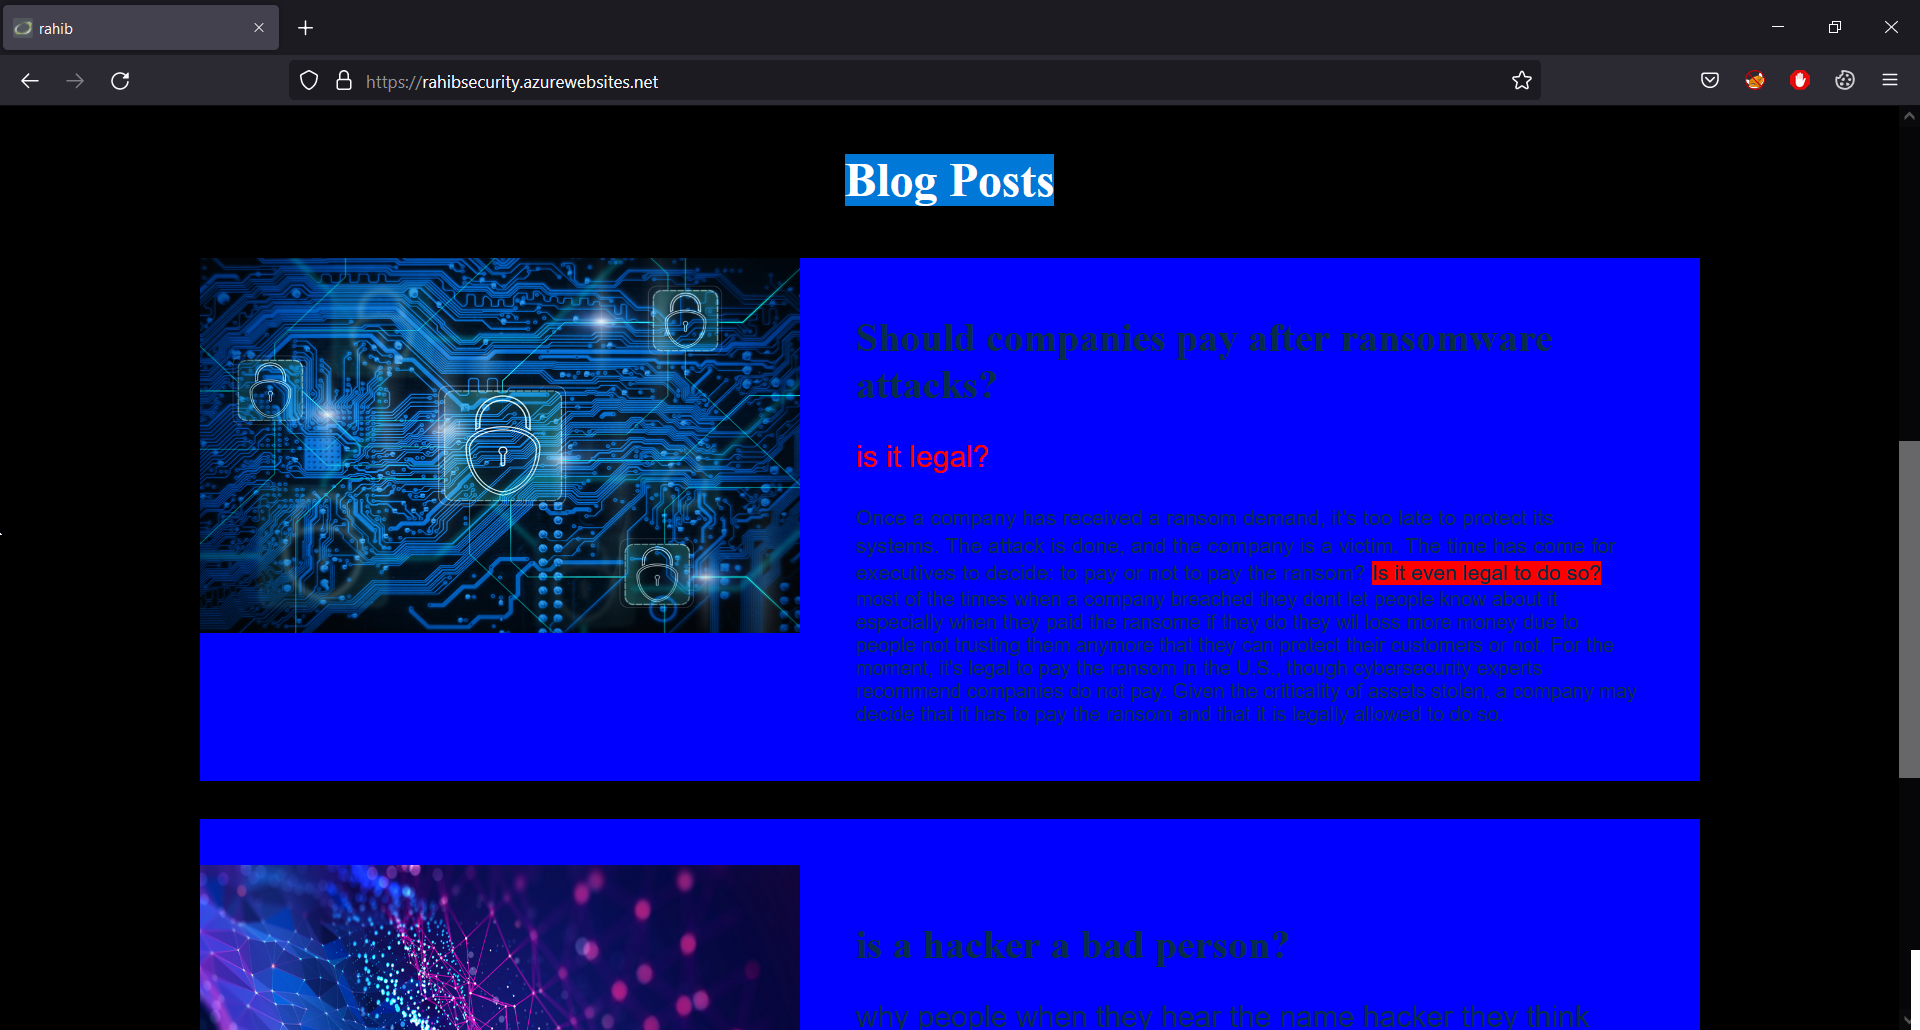 rahib
https://rahibsecurity.azurewebsites.net
Blog Posts
Should companies pay after ransomware
attacks?
is it legal?
Once a company has received a ransom demand, it's too late to protect its
systems. The attack is done, and the company is a victim. The time has come for
executives to decide: to pay or not to pay the ransom? Is it even legal to do so?
most of the times when a company breached they dont let people know about it
especially when they paid the ransome if they do they wil loss more money due to
people not trusting them anymore that they can protect their customers or not. For the
moment, it's legal to pay the ransom in the U.S., though cybersecurity experts
recommend companies do not pay. Given the criticality of assets stolen, a company may
decide that it has to pay the ransom and that it is legally allowed to do so.
is a hacker a bad person?
why people when they hear the name hacker they think